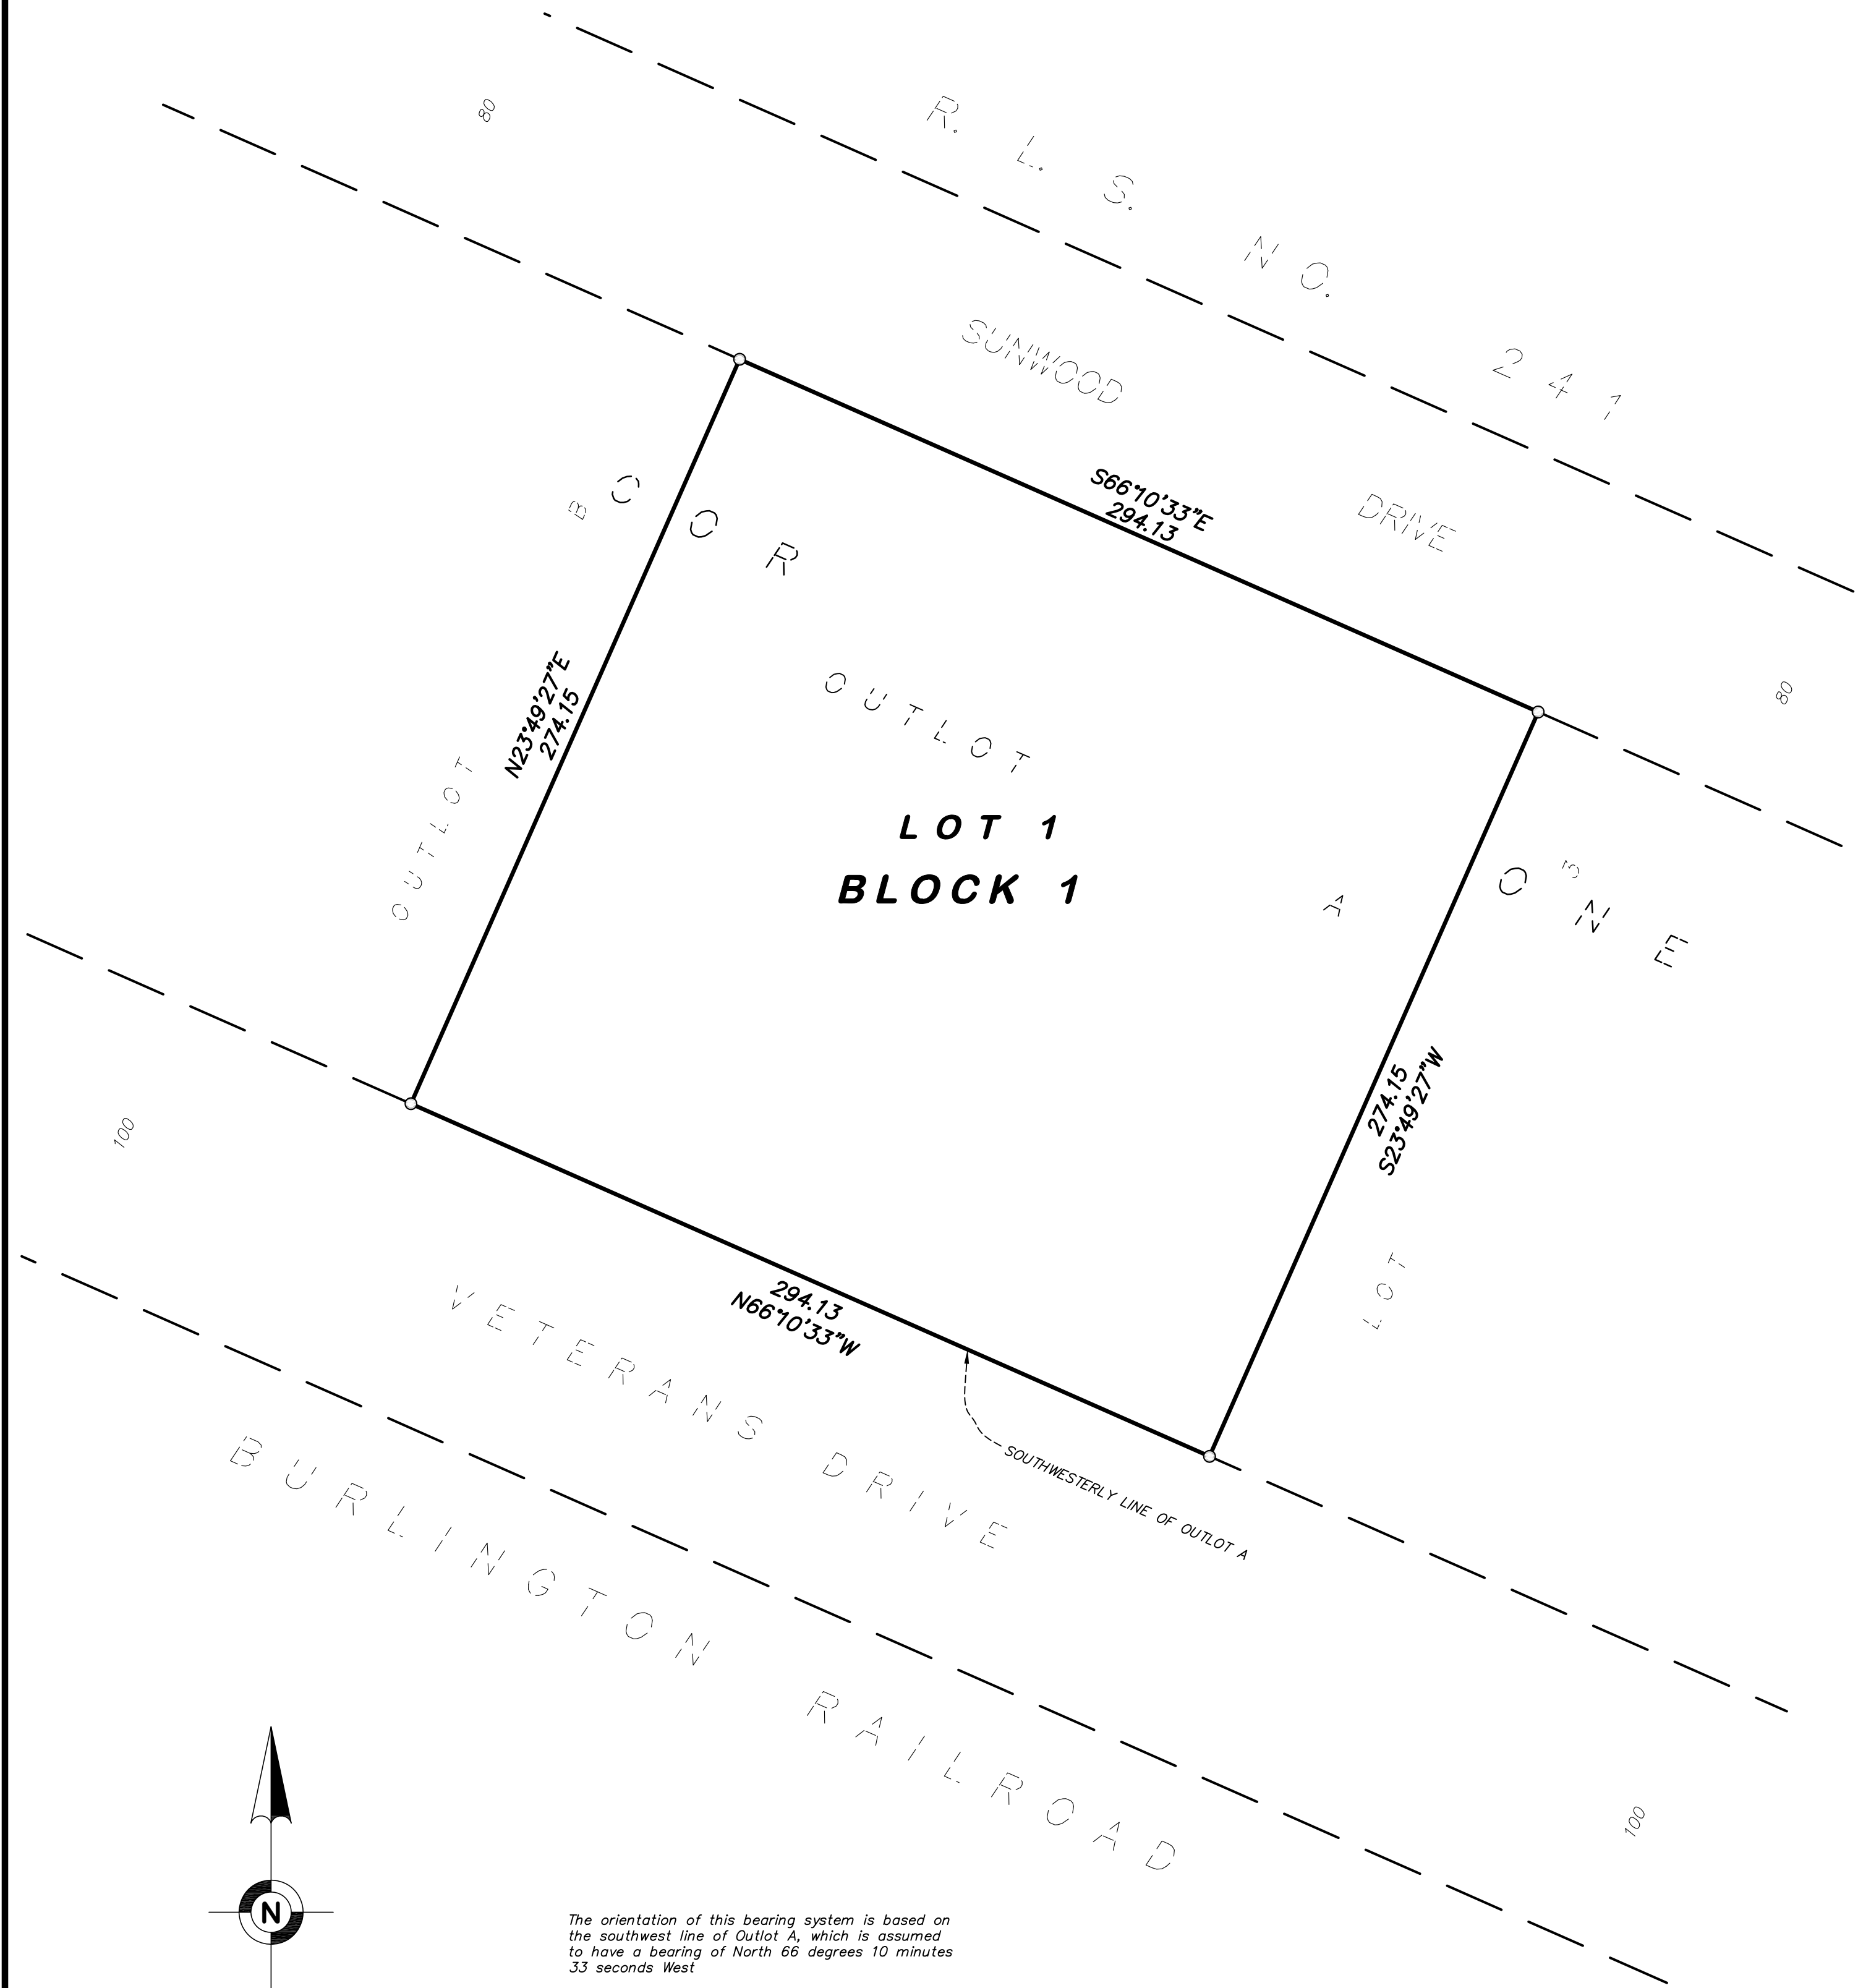 R. L. S. NO. 241
80
SUNWOOD DRIVE
S66°10'33"E
294.13
B
COR ONE
OUTLOT A
N23°49'27"E
274.15
80
OUTLOT
LOT 1
BLOCK 1
3
LOT
274.15
S23°49'27"W
100
294.13
N66°10'33"W
VETERANS DRIVE
SOUTHWESTERLY LINE OF OUTLOT A
BURLINGTON RAILROAD
100
N
The orientation of this bearing system is based on
the southwest line of Outlot A, which is assumed
to have a bearing of North 66 degrees 10 minutes
33 seconds West